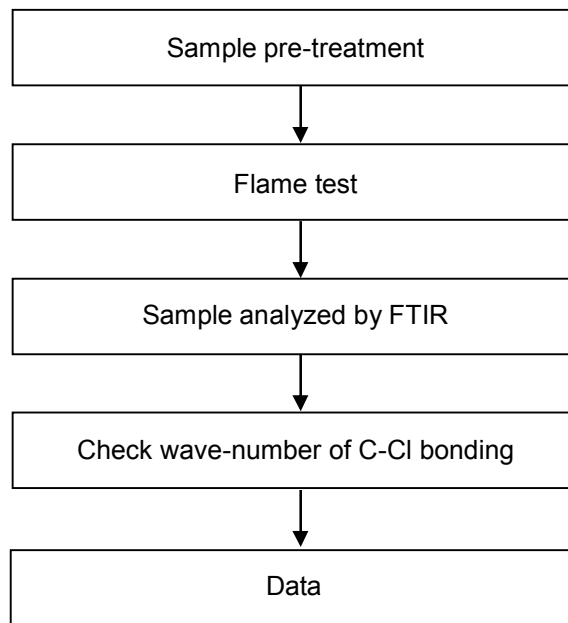 Sample pre-treatment
Flame test
Sample analyzed by FTIR
Check wave-number of C-Cl bonding
Data